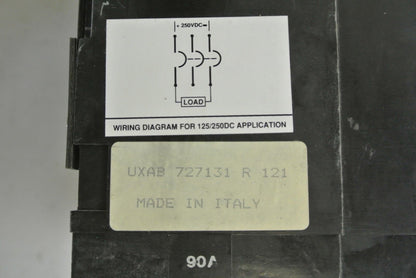 + 250VDC -
LOAD
WIRING DIAGRAM FOR 125/250DC APPLICATION
UXAB 727131 R 121
MADE IN ITALY
90A